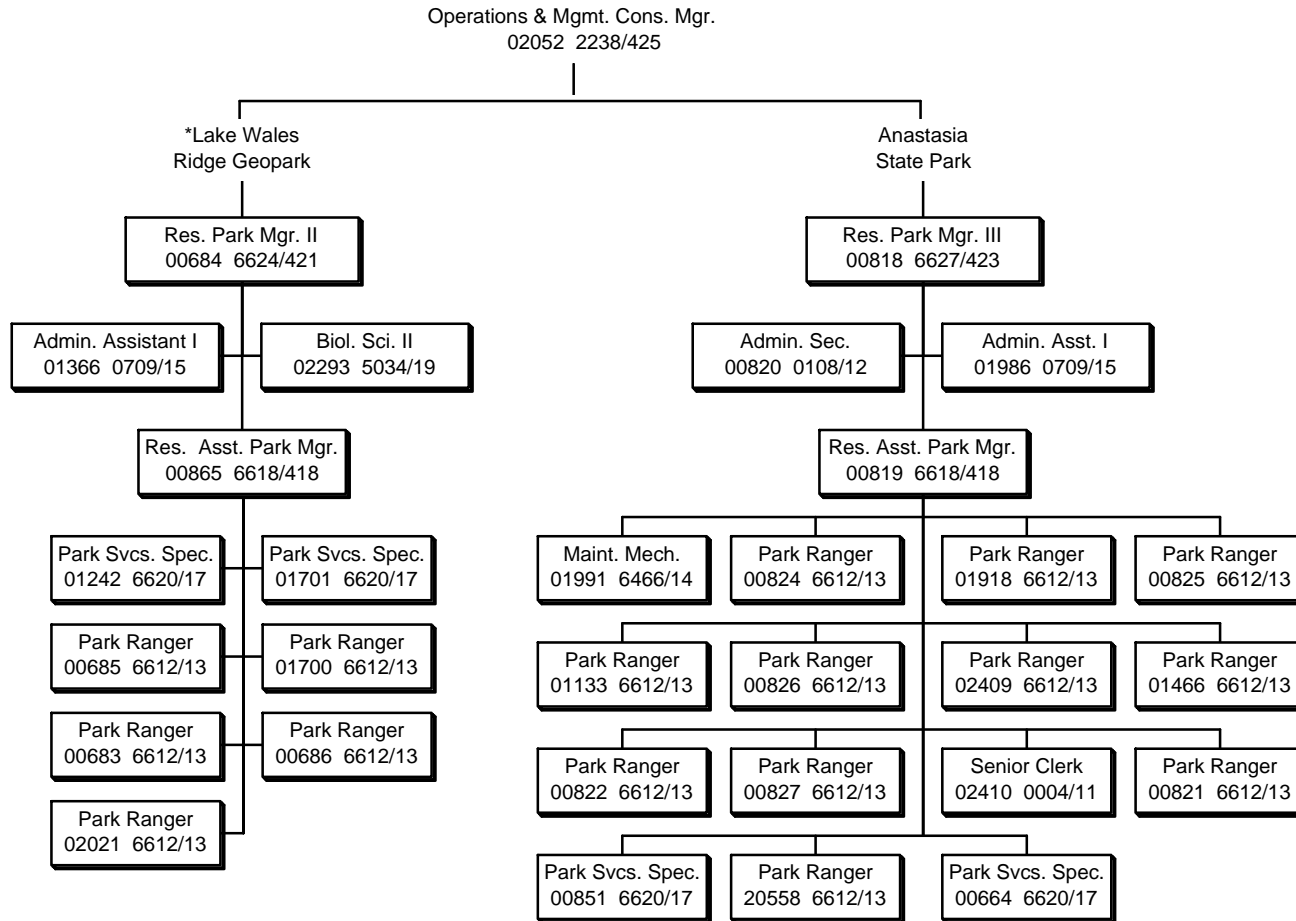 Operations & Mgmt. Cons. Mgr.
02052 2238/425
*Lake Wales
Ridge Geopark
Anastasia
State Park
Res. Park Mgr. II
00684 6624/421
Res. Park Mgr. III
00818 6627/423
Admin. Assistant I
01366 0709/15
Biol. Sci. II
02293 5034/19
Admin. Sec.
00820 0108/12
Admin. Asst. I
01986 0709/15
Res. Asst. Park Mgr.
00865 6618/418
Res. Asst. Park Mgr.
00819 6618/418
Park Svcs. Spec.
01242 6620/17
Park Svcs. Spec.
01701 6620/17
Maint. Mech.
01991 6466/14
Park Ranger
00824 6612/13
Park Ranger
01918 6612/13
Park Ranger
00825 6612/13
Park Ranger
00685 6612/13
Park Ranger
01700 6612/13
Park Ranger
01133 6612/13
Park Ranger
00826 6612/13
Park Ranger
02409 6612/13
Park Ranger
01466 6612/13
Park Ranger
00683 6612/13
Park Ranger
00686 6612/13
Park Ranger
00822 6612/13
Park Ranger
00827 6612/13
Senior Clerk
02410 0004/11
Park Ranger
00821 6612/13
Park Ranger
02021 6612/13
Park Svcs. Spec.
00851 6620/17
Park Ranger
20558 6612/13
Park Svcs. Spec.
00664 6620/17